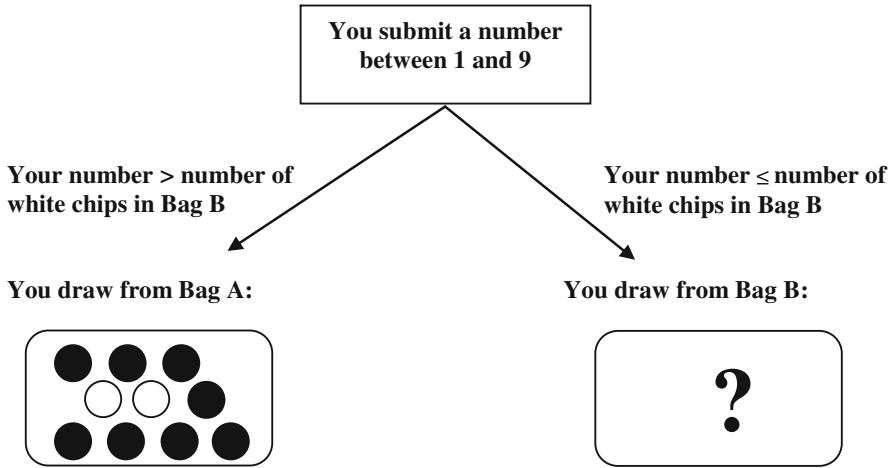 You submit a number
between 1 and 9
Your number > number of
white chips in Bag B
Your number ≤ number of
white chips in Bag B
You draw from Bag A:
You draw from Bag B:
?